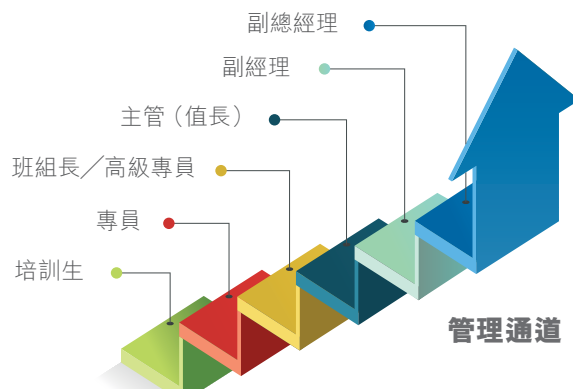 副總經理
副經理
主管（值長）
班組長／高級專員
專員
培訓生
管理通道